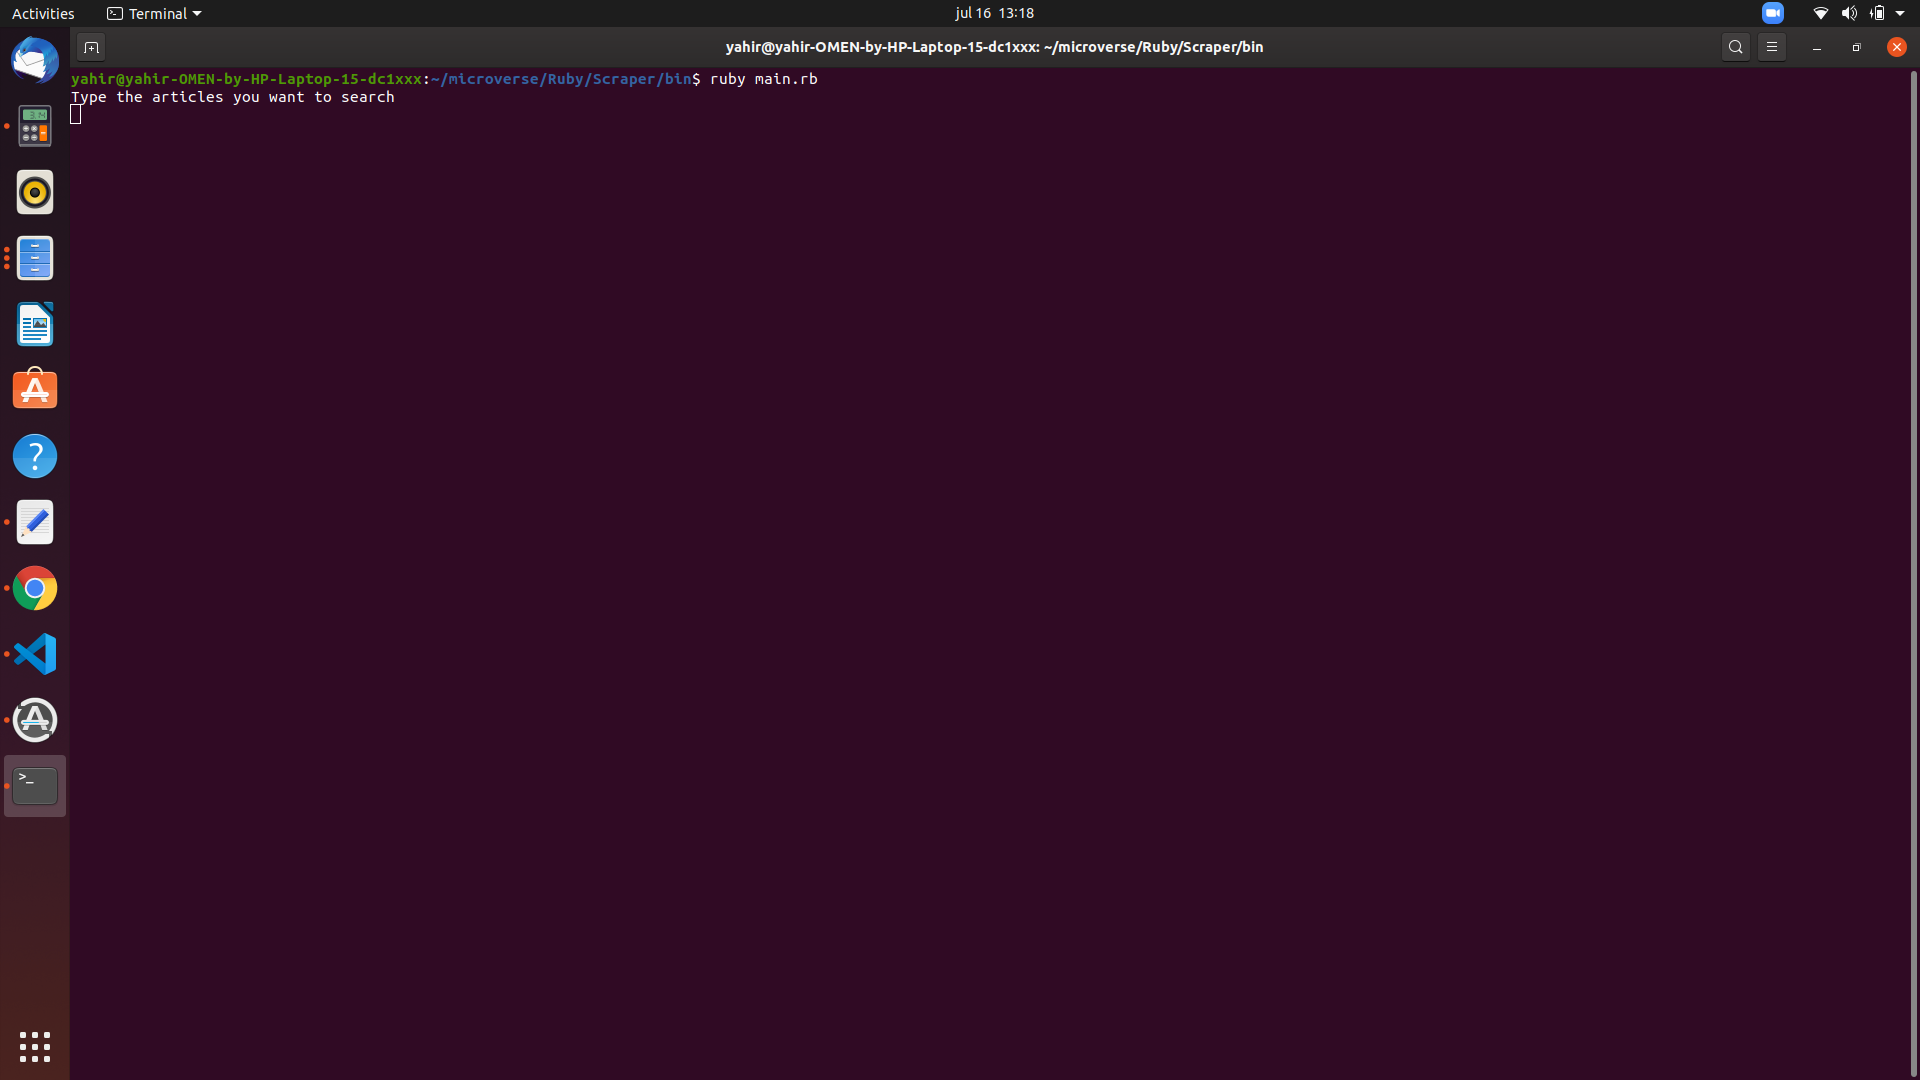 Activities
Terminal
jul 16 13:18
yahir@yahir-OMEN-by-HP-Laptop-15-dc1xxx: ~/microverse/Ruby/Scraper/bin
yahir@yahir-OMEN-by-HP-Laptop-15-dc1xxx:~/microverse/Ruby/Scraper/bin$ ruby main.rb
Type the articles you want to search